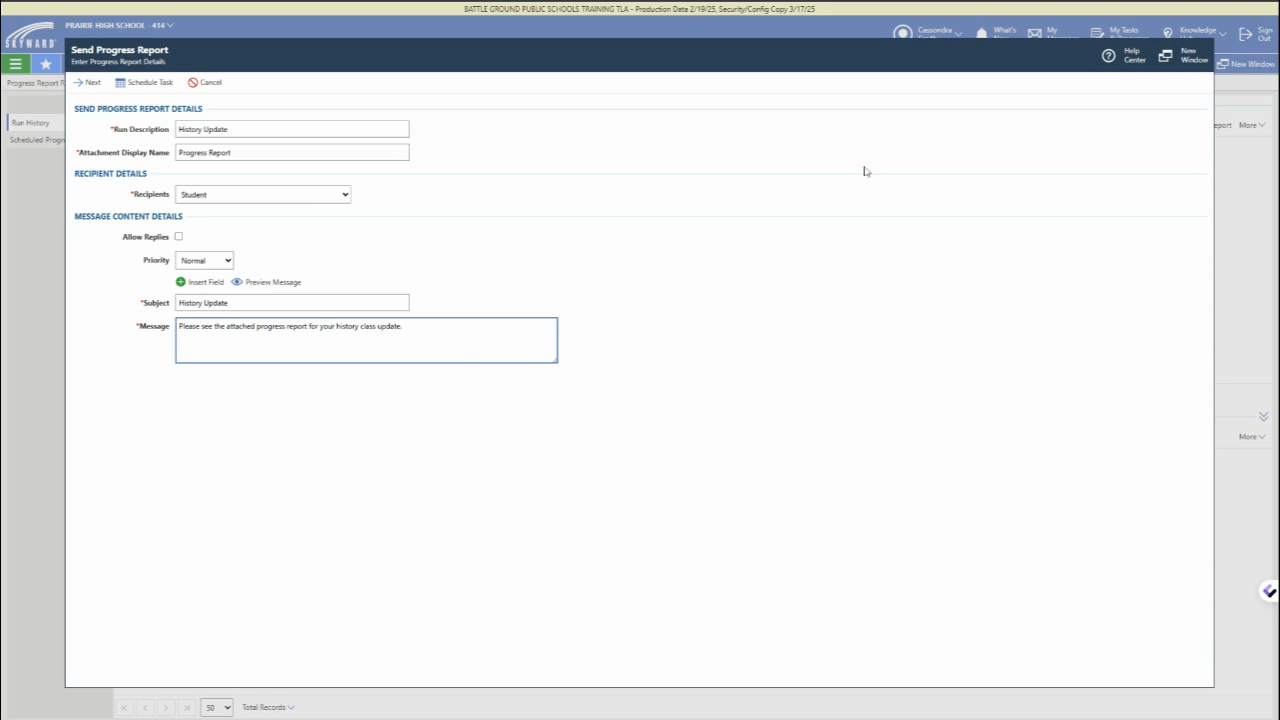 BATTLE GROUND PUBLIC SCHOOLS TRAINING TLA - Production Data 2/19/25, Security/Config Copy 3/17/25
PRAIRIE HIGH SCHOOL - 414
SKYWARD
Cassondra
What's
My
My Tasks
Knowledge
Sign Out
Send Progress Report
Enter Progress Report Details
Help Center
New Window
New Window
Next
Schedule Task
Cancel
Progress Report R
SEND PROGRESS REPORT DETAILS
*Run Description
History Update
Run History
eport
More
Scheduled Progr
*Attachment Display Name
Progress Report
RECIPIENT DETAILS
*Recipients
Student
MESSAGE CONTENT DETAILS
Allow Replies
Priority
Normal
Insert Field
Preview Message
*Subject
History Update
*Message
Please see the attached progress report for your history class update.
More
50
Total Records